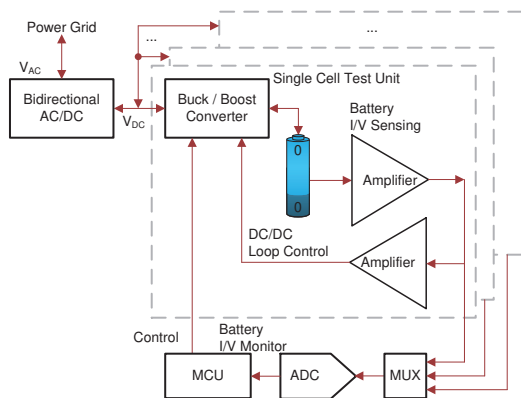 ...
Power Grid
...
VAC
Single Cell Test Unit
Bidirectional
AC/DC
VDC
Buck / Boost
Converter
Battery
I/V Sensing
0
0
Amplifier
DC/DC
Loop Control
Amplifier
Control
Battery
I/V Monitor
MCU
ADC
MUX